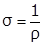 σ = 1/ρ